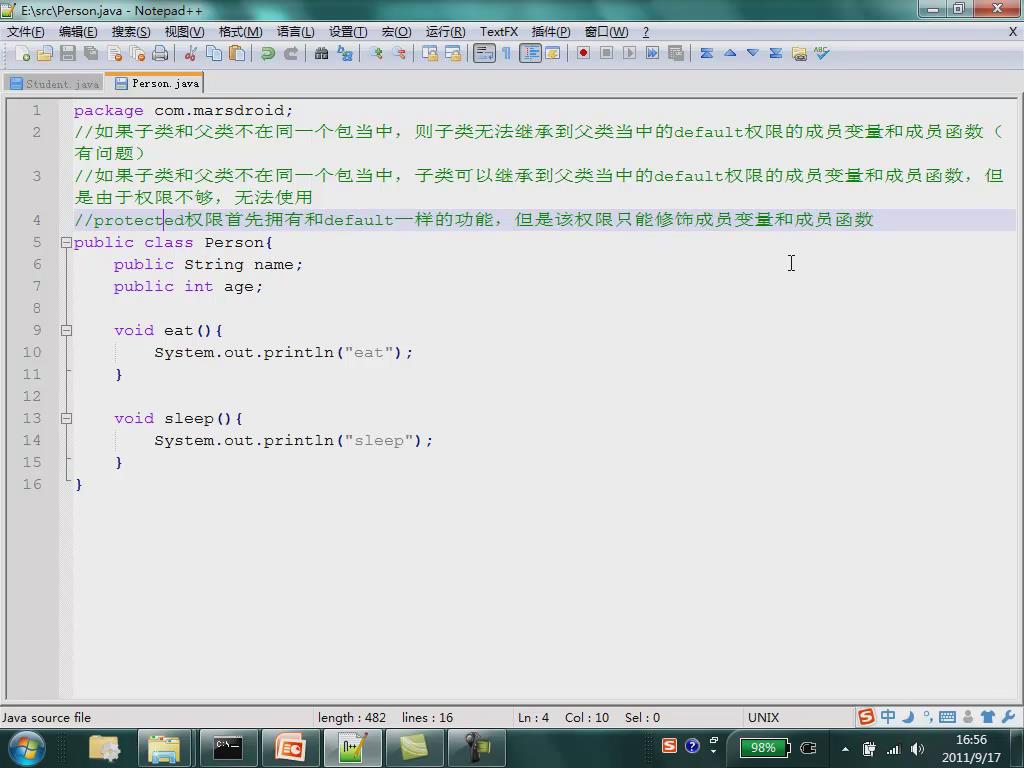 E:\src\Person.java - Notepad++
文件(F) 编辑(E) 搜索(S) 视图(V) 格式(M) 语言(L) 设置(T) 宏(O) 运行(R) TextFX 插件(P) 窗口(W) ? X
Student.java Person.java
1 package com.marsdroid;
2 //如果子类和父类不在同一个包当中，则子类无法继承到父类当中的default权限的成员变量和成员函数（
有问题）
3 //如果子类和父类不在同一个包当中，子类可以继承到父类当中的default权限的成员变量和成员函数，但
是由于权限不够，无法使用
4 //protected权限首先拥有和default一样的功能，但是该权限只能修饰成员变量和成员函数
5 public class Person{
6 public String name;
7 public int age;
8
9 void eat(){
10 System.out.println("eat");
11 }
12
13 void sleep(){
14 System.out.println("sleep");
15 }
16 }
Java source file length : 482 lines : 16 Ln : 4 Col : 10 Sel : 0 UNIX 中
98% 16:56
2011/9/17